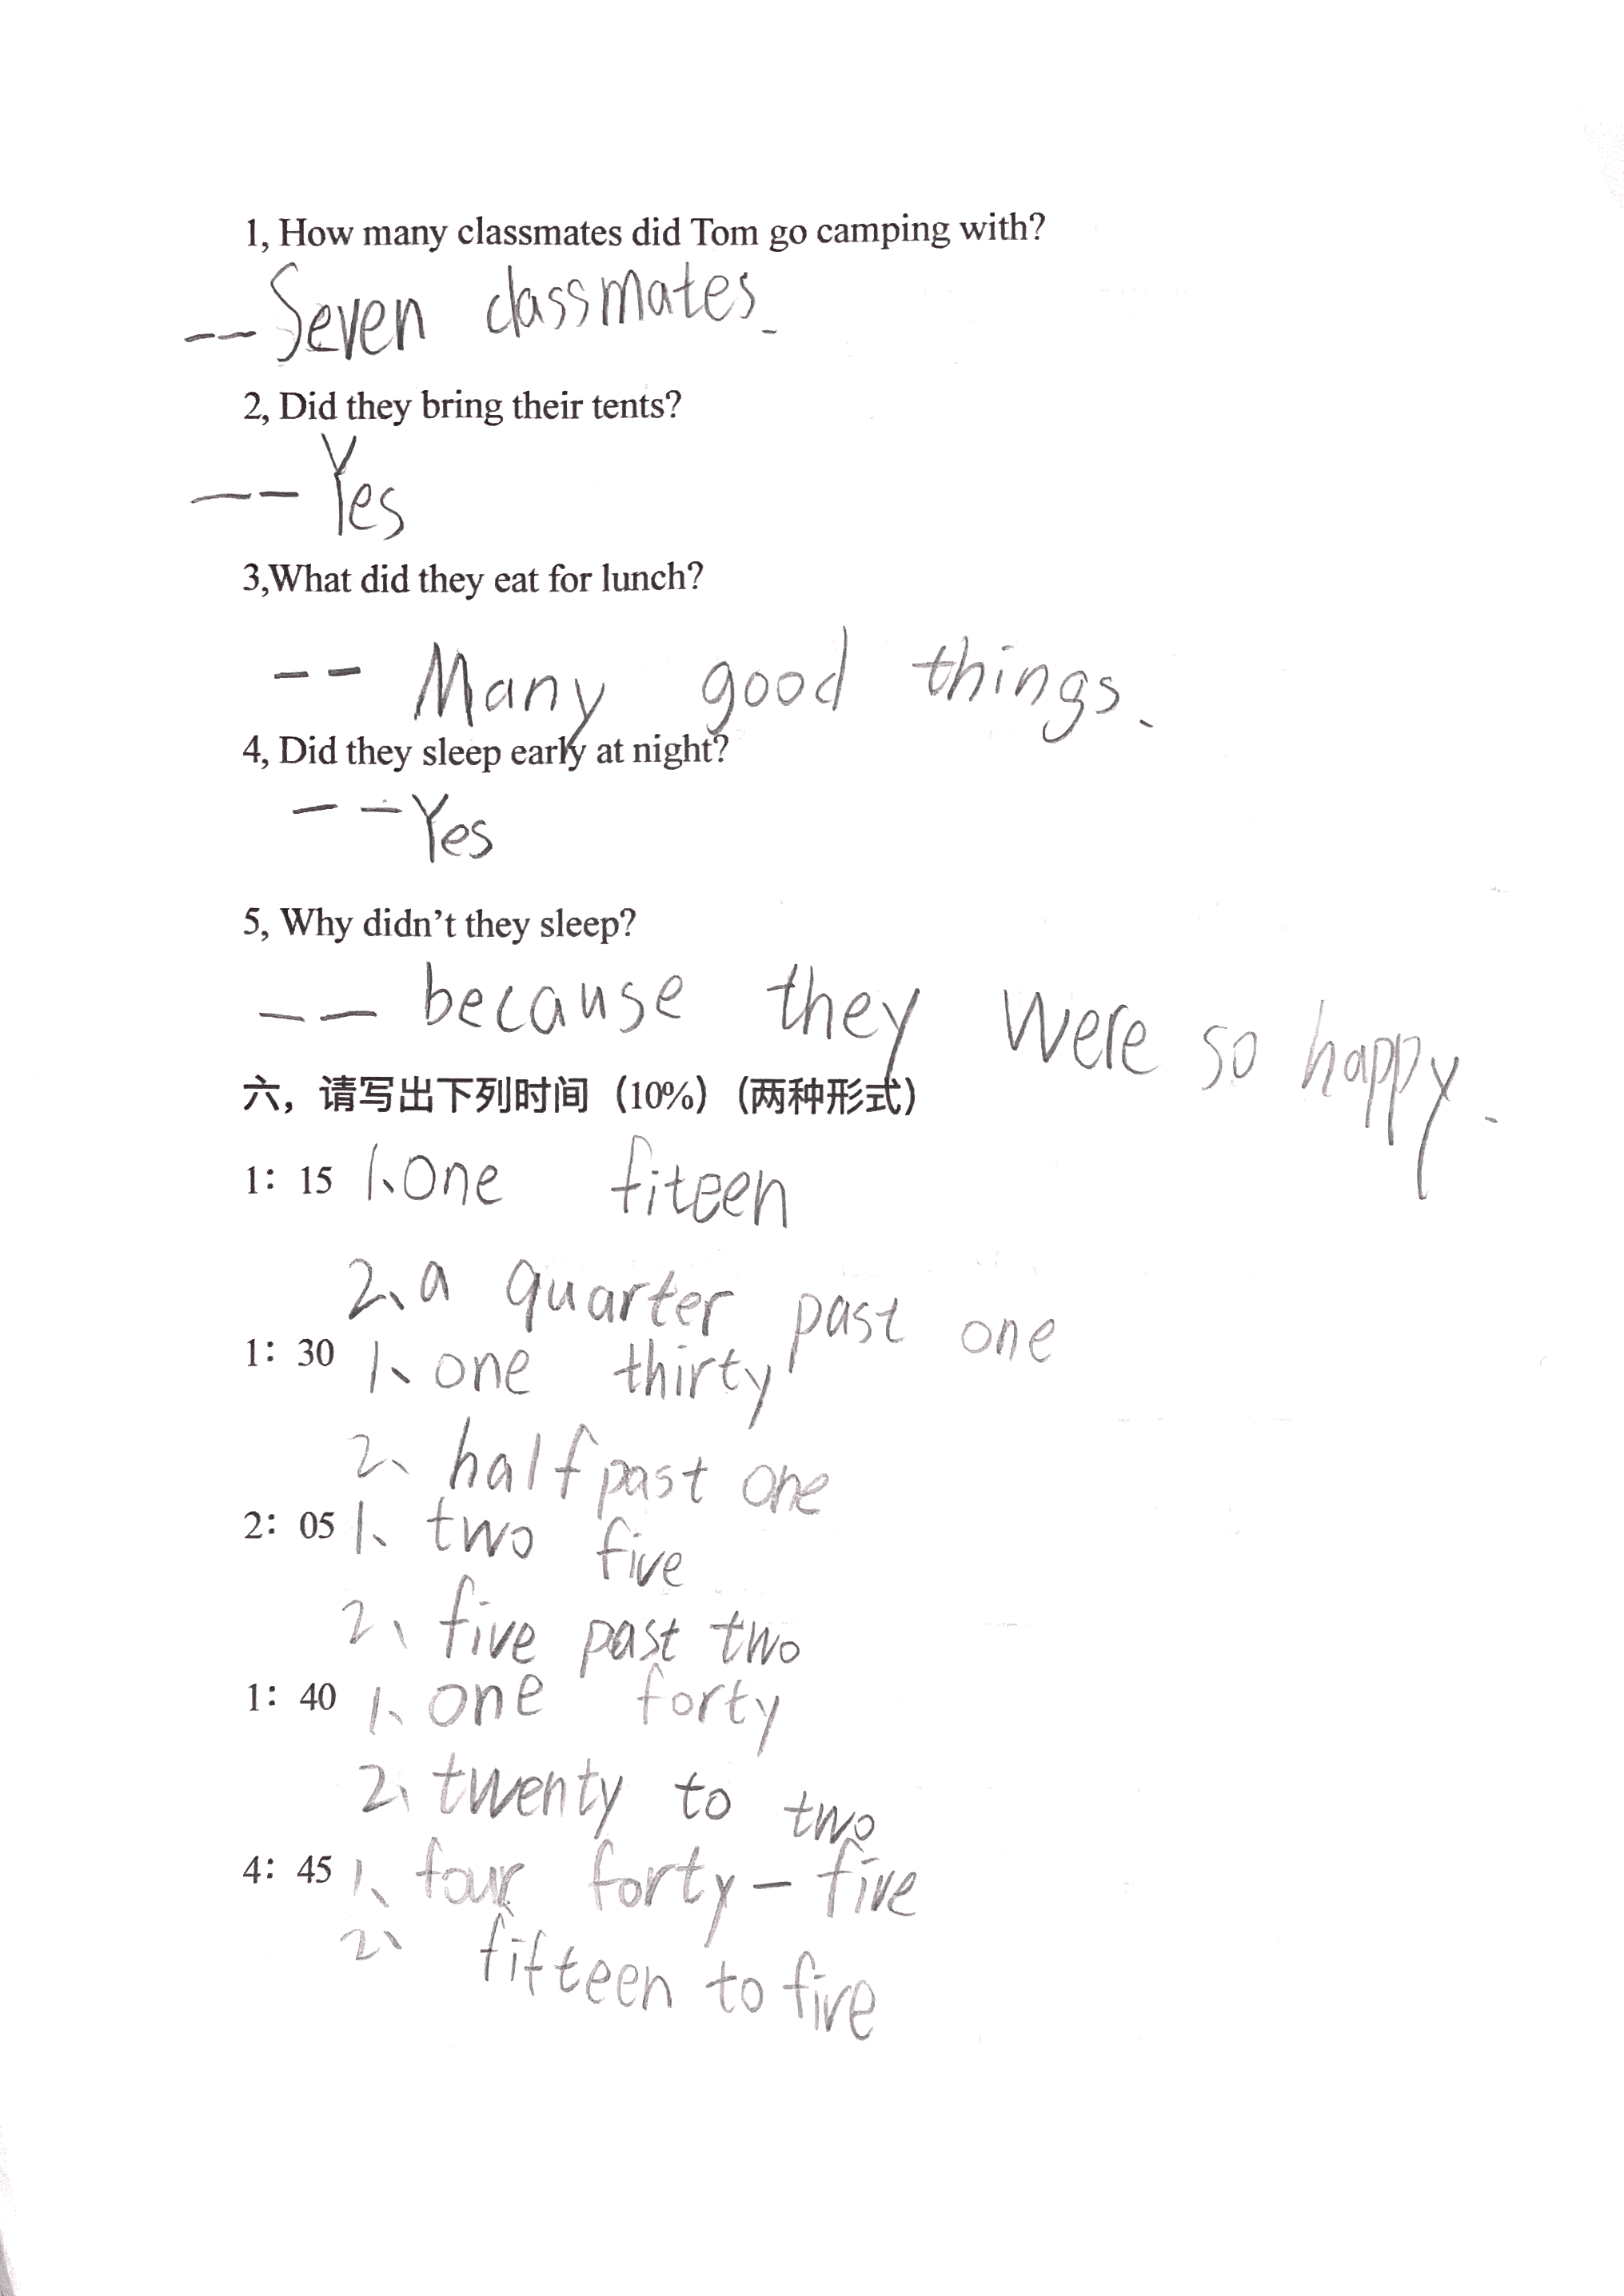 1, How many classmates did Tom go camping with?
—— Seven classmates.
2, Did they bring their tents?
—— Yes
3,What did they eat for lunch?
—— Many good things.
4, Did they sleep early at night?
—— Yes
5, Why didn’t they sleep?
—— because they were so happy.
六，请写出下列时间（10%）(两种形式)
1：15 1、One fiteen
2、a quarter past one
1：30 1、one thirty
2、half past one
2：05 1、two five
2、five past two
1：40 1、one forty
2、twenty to two
4：45 1、four forty-five
2、fifteen to five